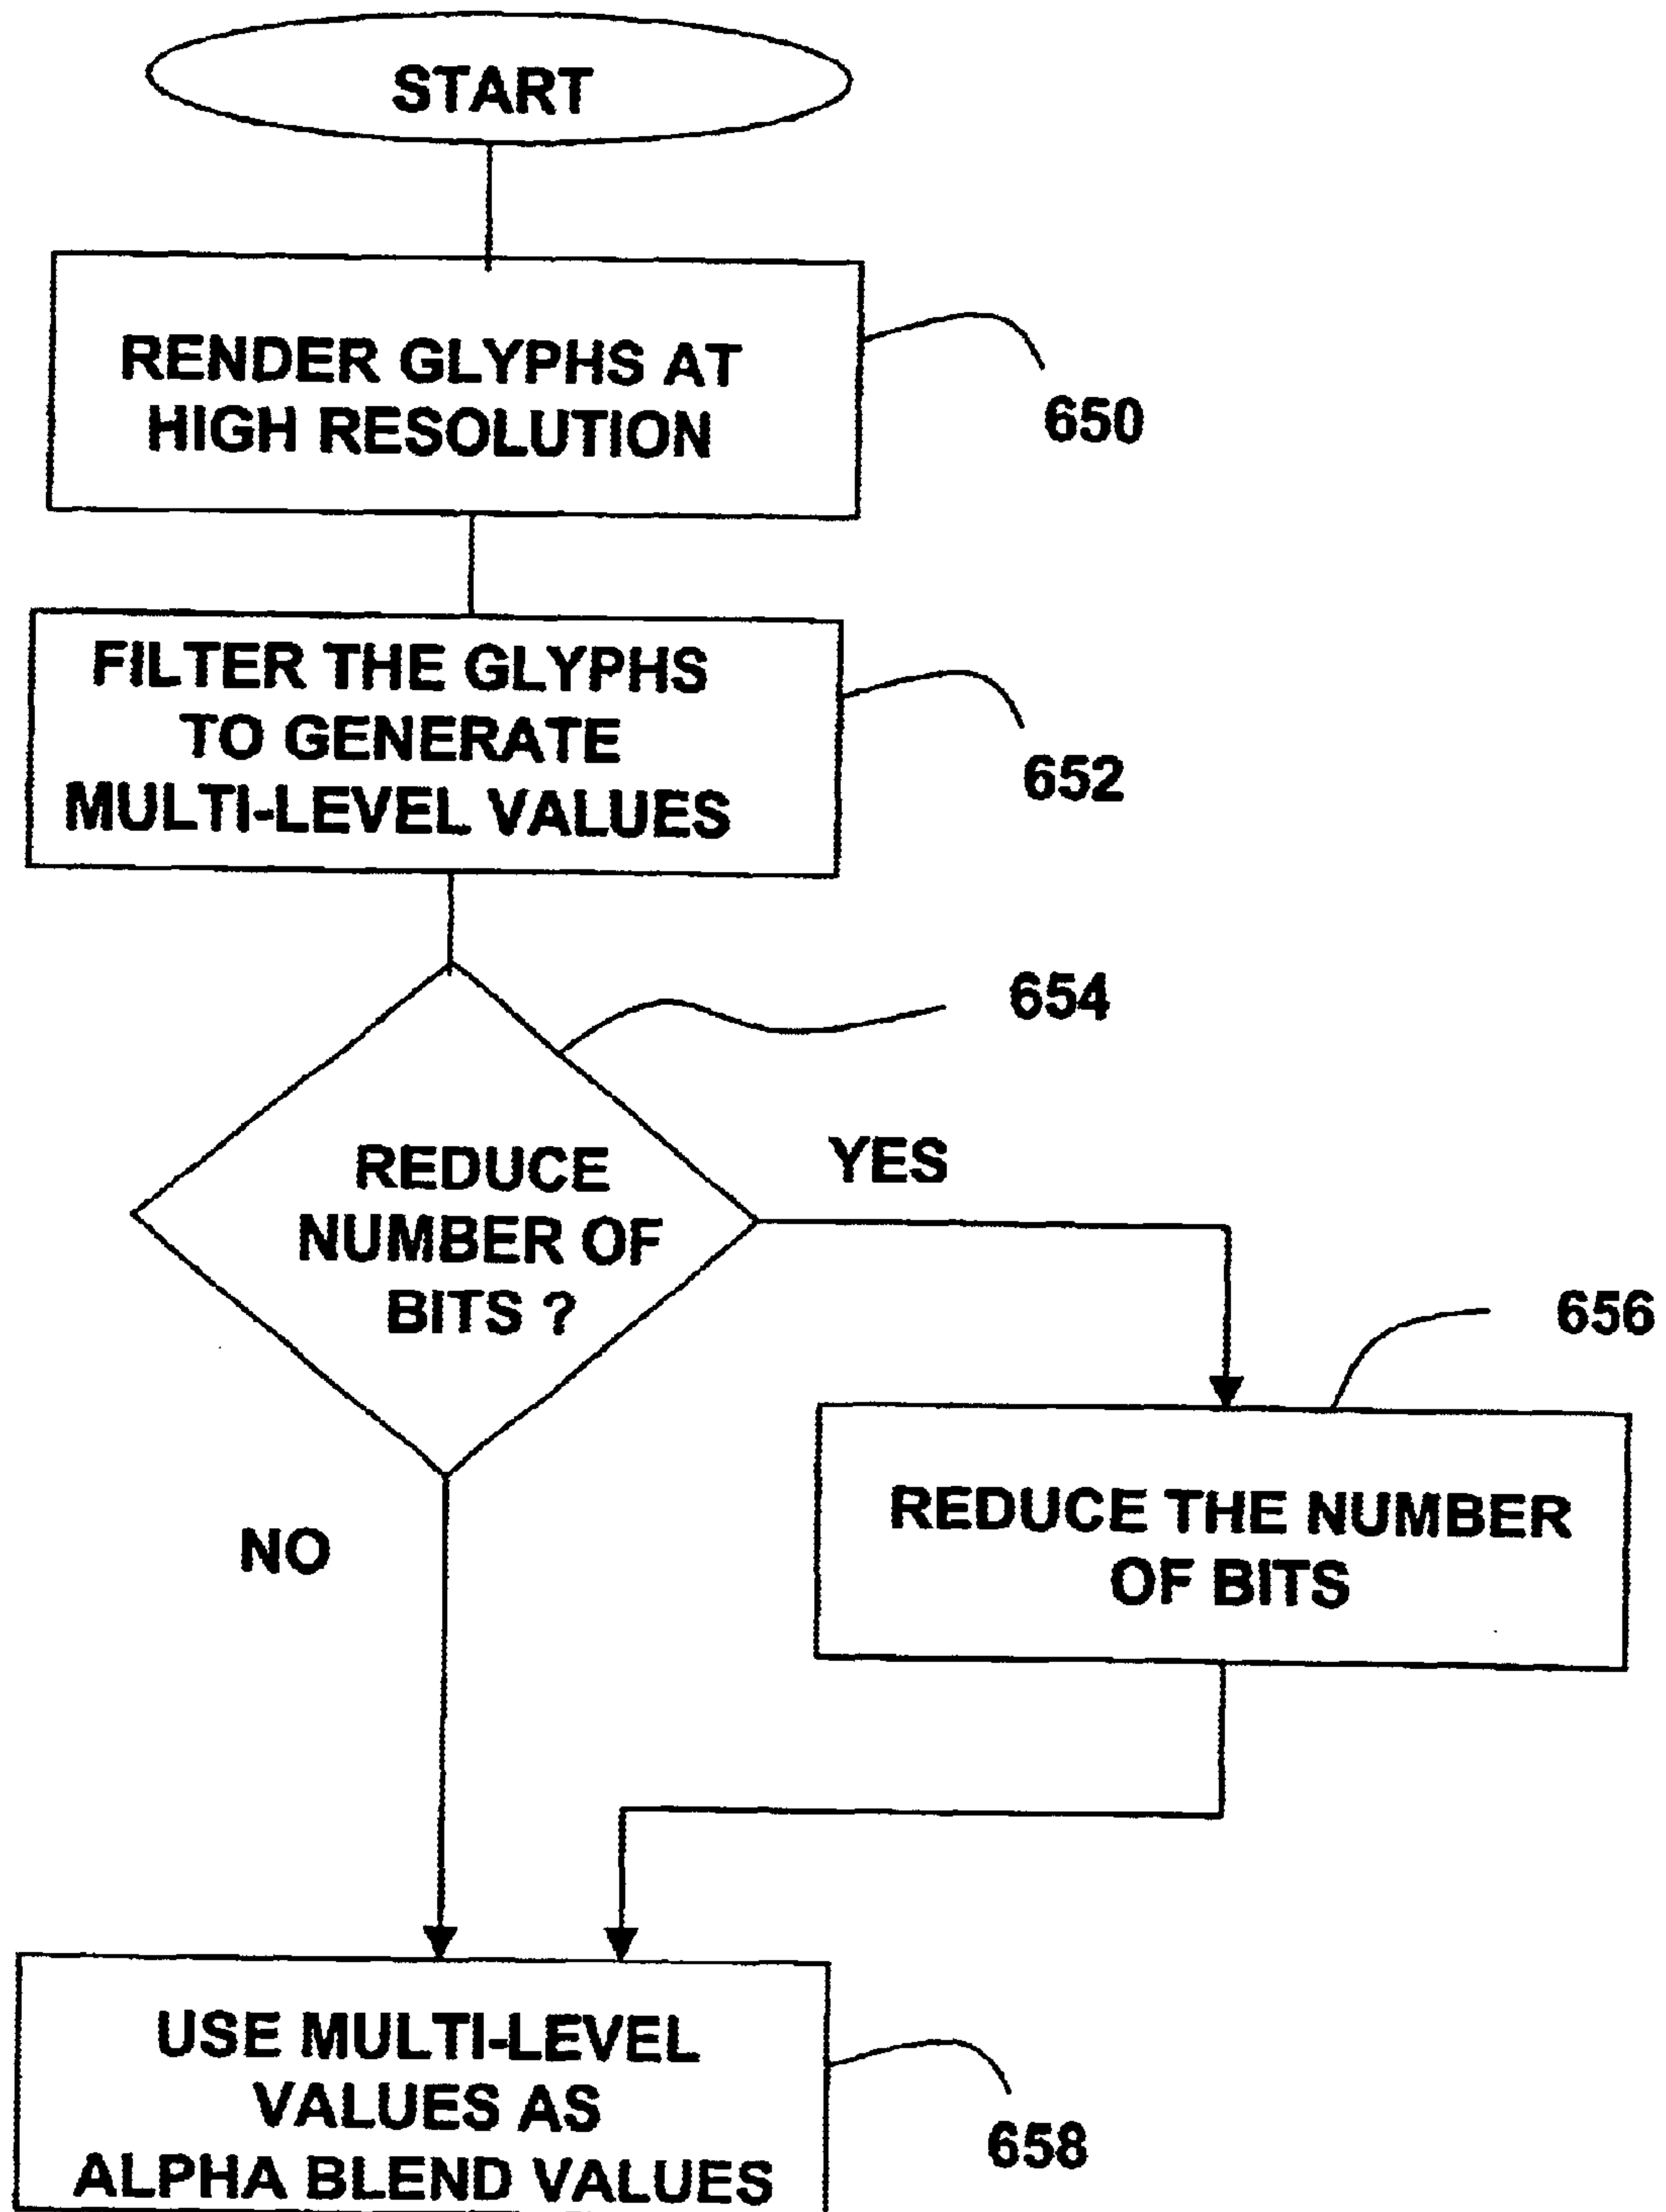 START
RENDER GLYPHS AT
HIGH RESOLUTION
650
FILTER THE GLYPHS
TO GENERATE
MULTI-LEVEL VALUES
652
654
REDUCE
NUMBER OF
BITS ?
YES
656
REDUCE THE NUMBER
OF BITS
NO
USE MULTI-LEVEL
VALUES AS
ALPHA BLEND VALUES
658